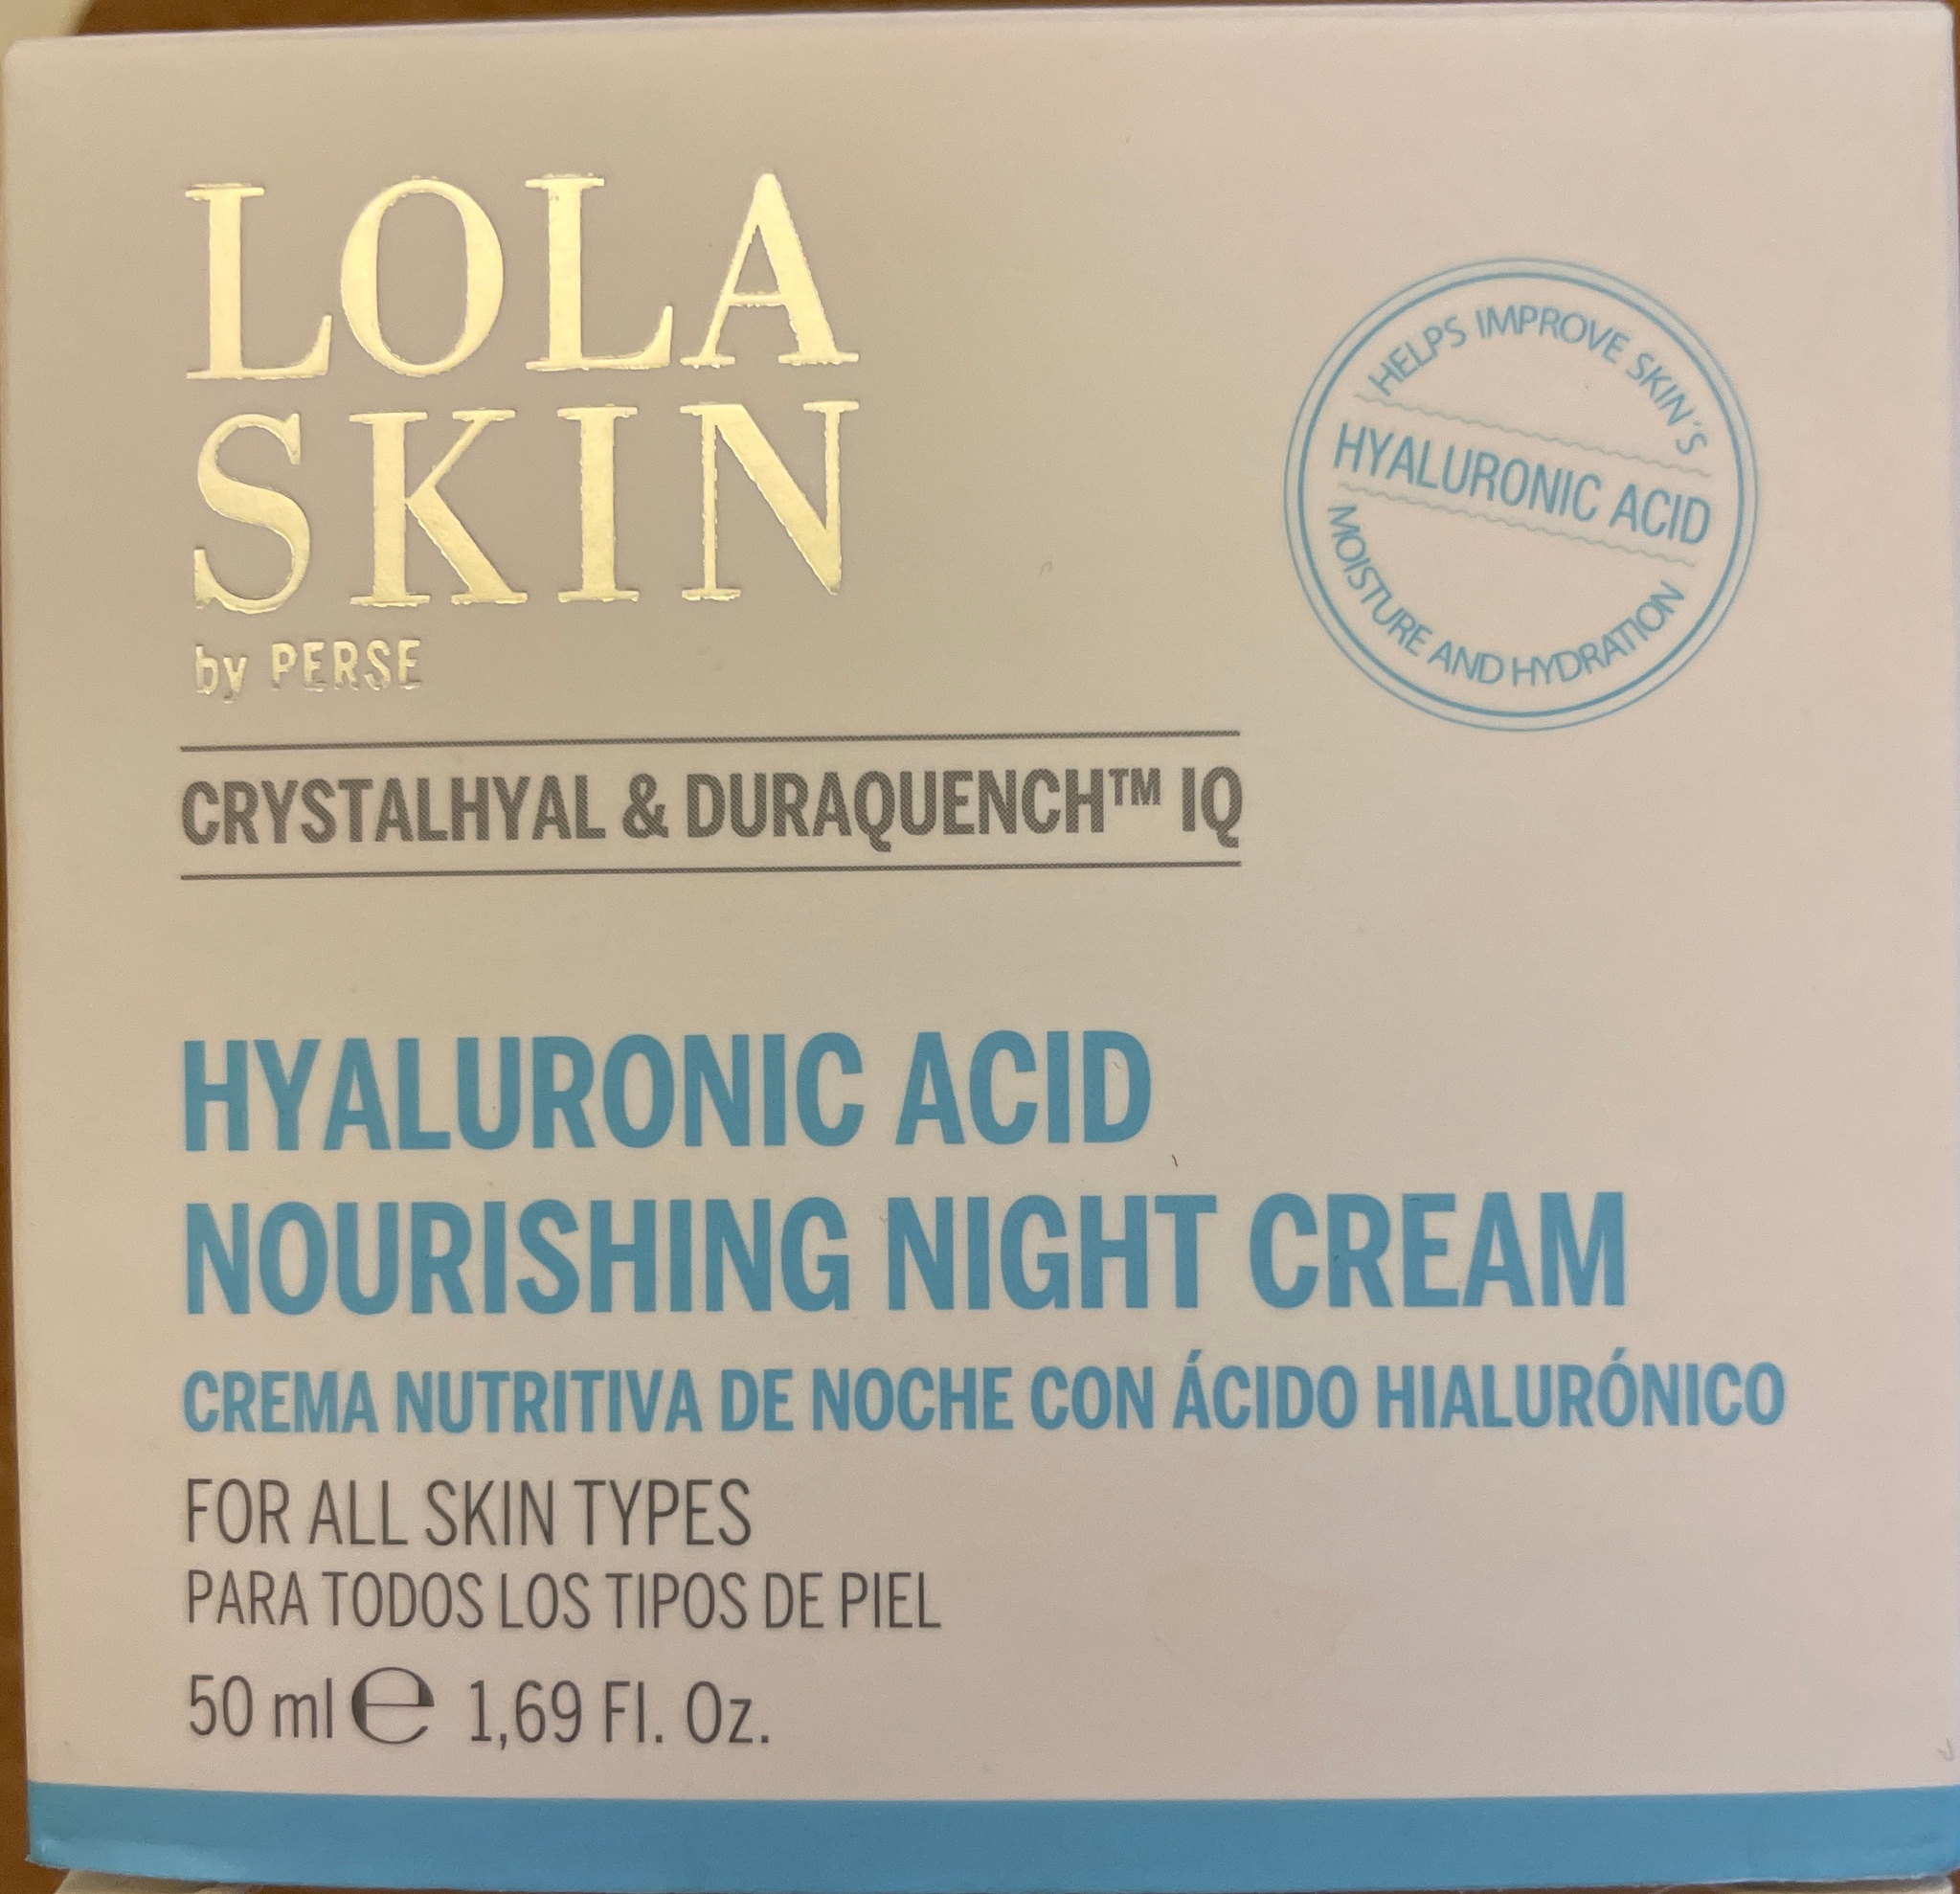 LOLA
SKIN
by PERSE
HELPS IMPROVE SKIN'S
HYALURONIC ACID
MOISTURE AND HYDRATION
CRYSTALHYAL & DURAQUENCH™ IQ
HYALURONIC ACID
NOURISHING NIGHT CREAM
CREMA NUTRITIVA DE NOCHE CON ÁCIDO HIALURÓNICO
FOR ALL SKIN TYPES
PARA TODOS LOS TIPOS DE PIEL
50 ml ℮ 1,69 Fl. Oz.